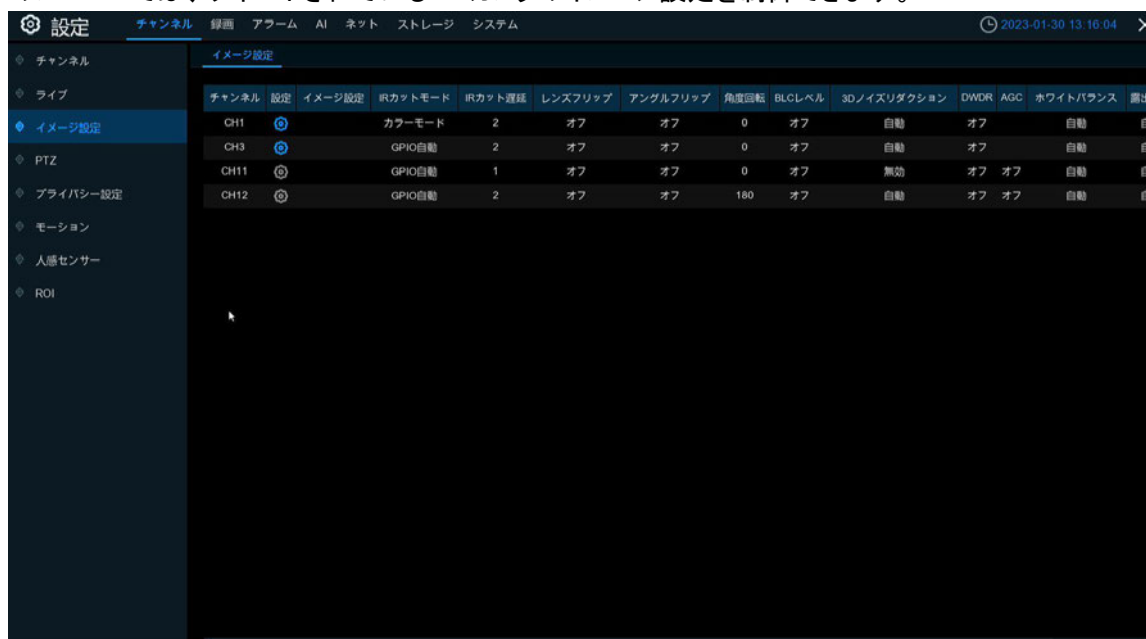 設定
チャンネル 録画 アラーム AI ネット ストレージ システム
2023-01-30 13:16:04
チャンネル
ライブ
イメージ設定
PTZ
プライバシー設定
モーション
人感センサー
ROI
イメージ設定
チャンネル 設定 イメージ設定 IRカットモード IRカット遅延 レンズフリップ アングルフリップ 角度回転 BLCレベル 3Dノイズリダクション DWDR AGC ホワイトバランス
CH1 カラーモード 2 オフ オフ 0 オフ 自動 オフ 自動
CH3 GPIO自動 2 オフ オフ 0 オフ 自動 オフ 自動
CH11 GPIO自動 1 オフ オフ 0 オフ 無効 オフ オフ 自動
CH12 GPIO自動 2 オフ オフ 180 オフ 自動 オフ オフ 自動